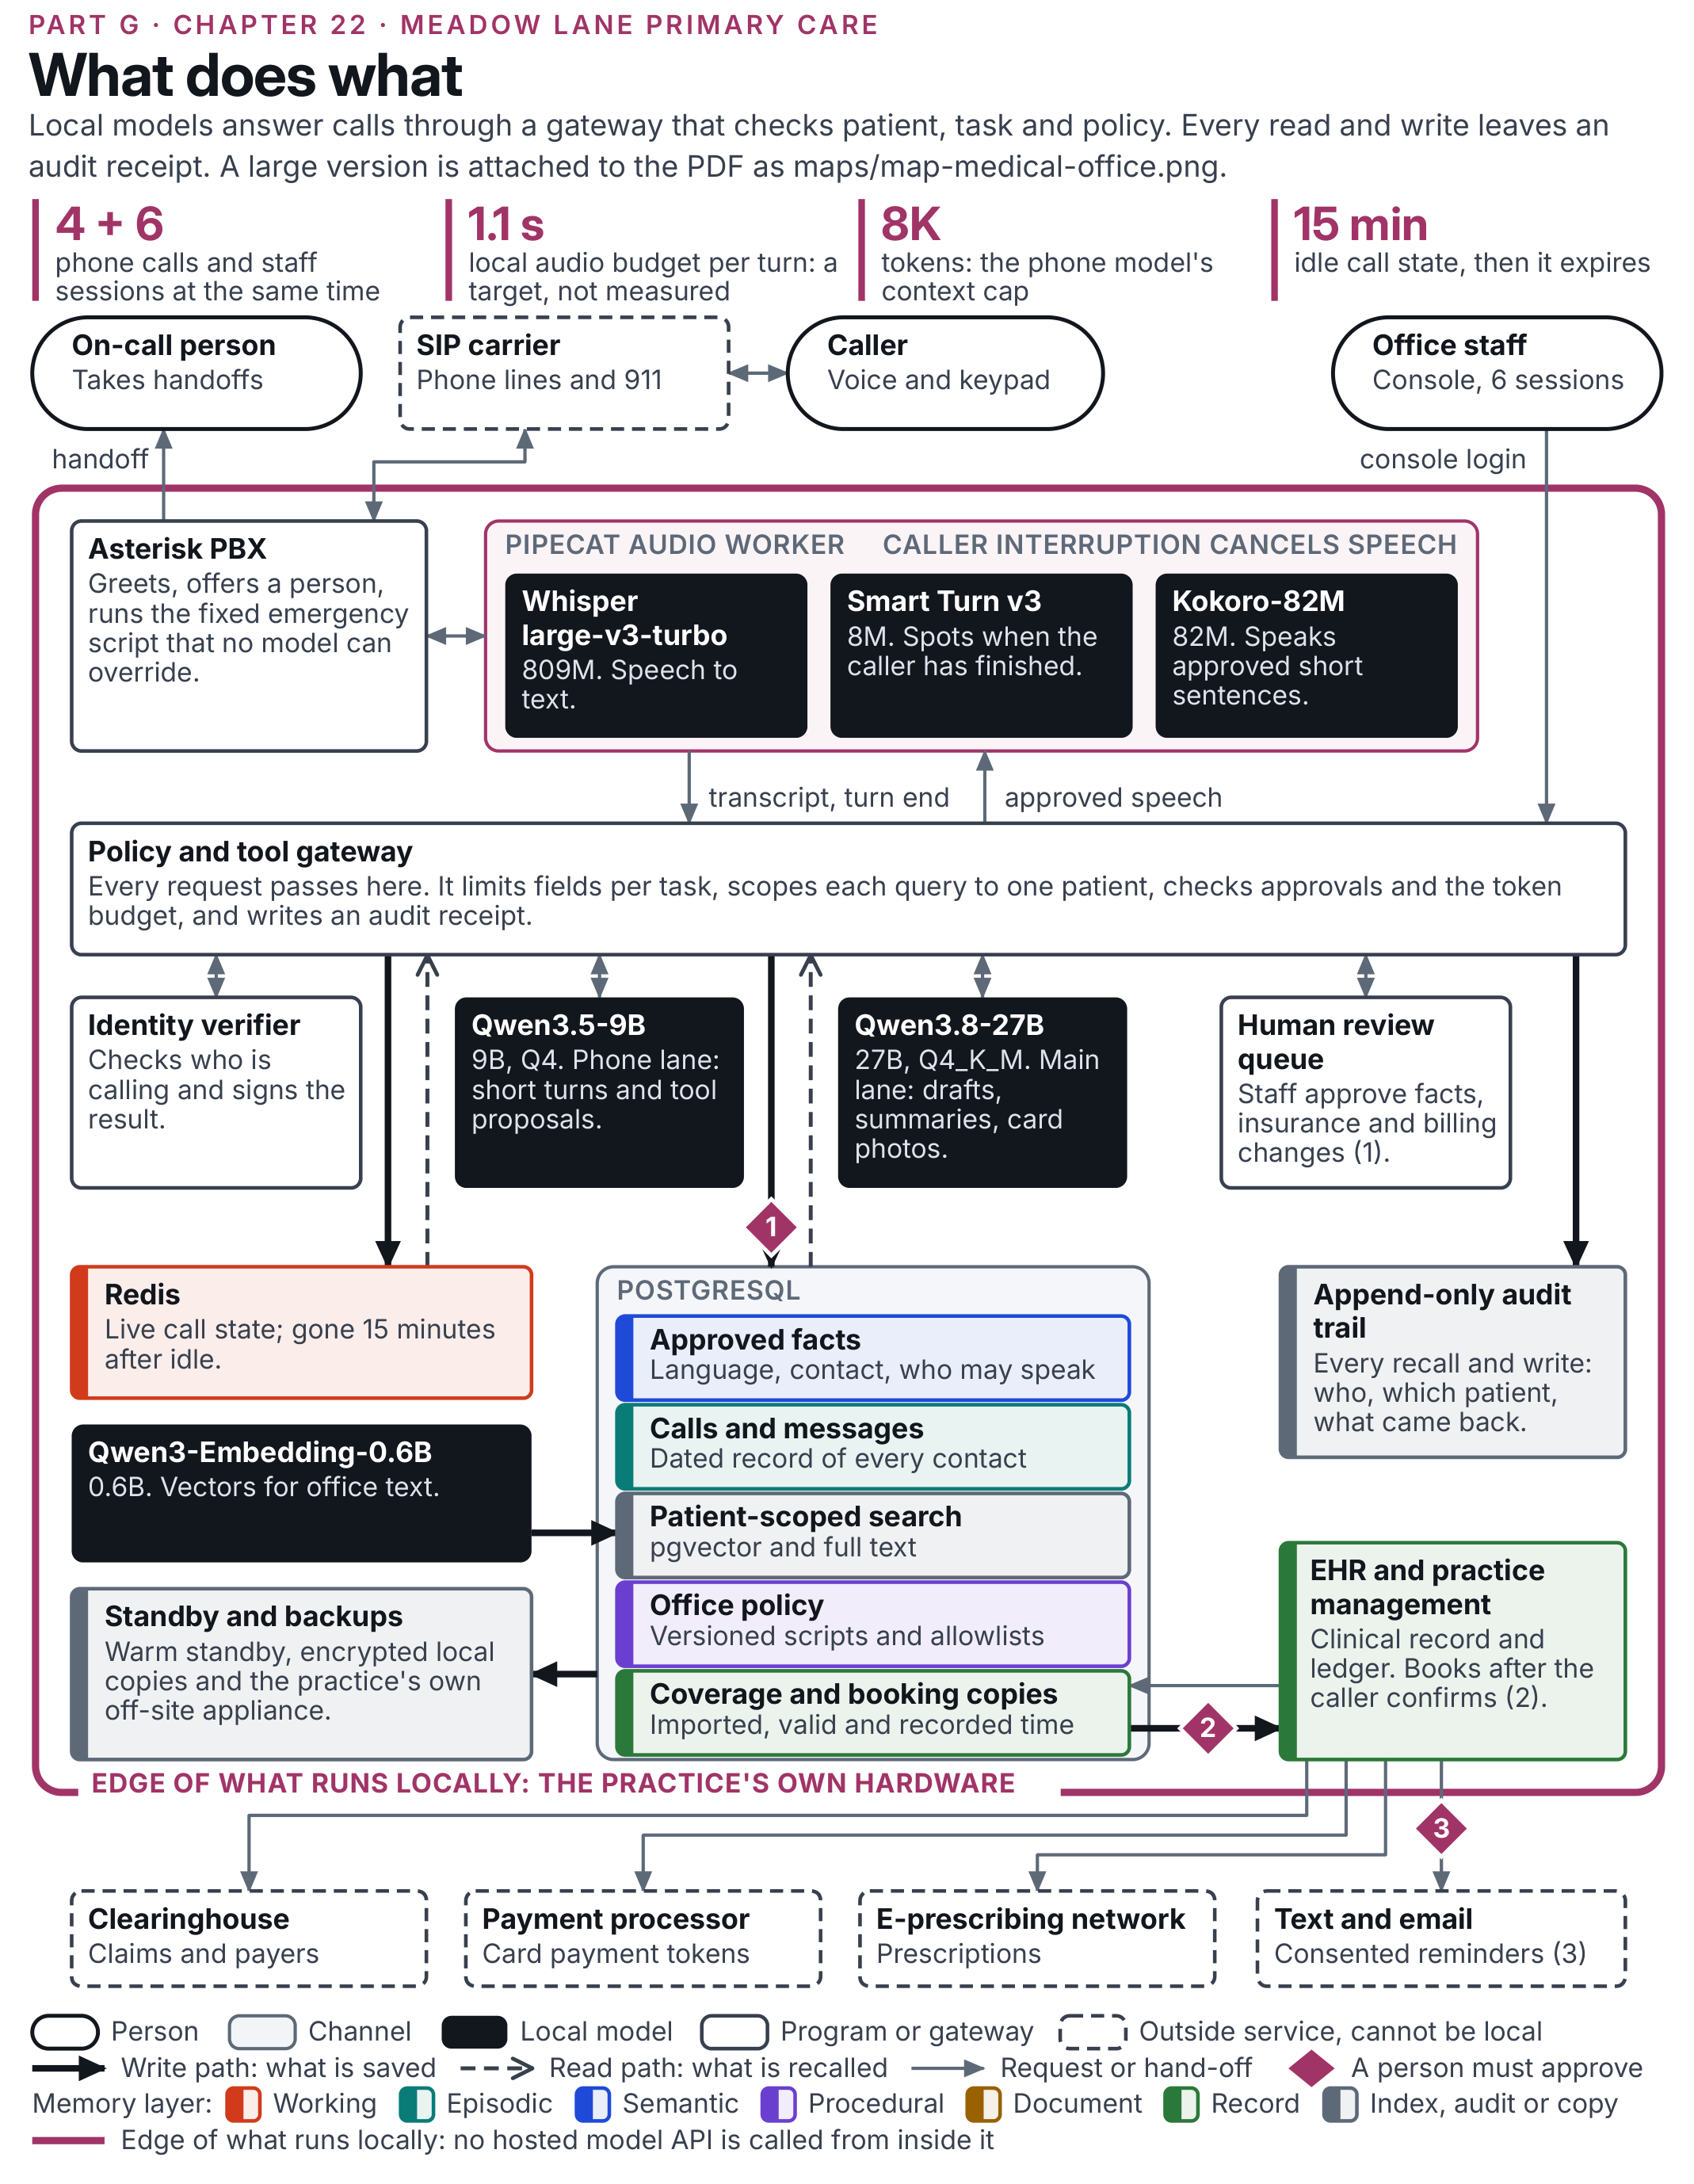 PART G · CHAPTER 22 · MEADOW LANE PRIMARY CARE
What does what
Local models answer calls through a gateway that checks patient, task and policy. Every read and write leaves an
audit receipt. A large version is attached to the PDF as maps/map-medical-office.png.
4 + 6
phone calls and staff
sessions at the same time
1.1 s
local audio budget per turn: a
target, not measured
8K
tokens: the phone model's
context cap
15 min
idle call state, then it expires
On-call person
Takes handoffs
SIP carrier
Phone lines and 911
Caller
Voice and keypad
Office staff
Console, 6 sessions
handoff
console login
Asterisk PBX
Greets, offers a person,
runs the fixed emergency
script that no model can
override.
PIPECAT AUDIO WORKER
CALLER INTERRUPTION CANCELS SPEECH
Whisper
large-v3-turbo
809M. Speech to
text.
Smart Turn v3
8M. Spots when the
caller has finished.
Kokoro-82M
82M. Speaks
approved short
sentences.
transcript, turn end
approved speech
Policy and tool gateway
Every request passes here. It limits fields per task, scopes each query to one patient, checks approvals and the token
budget, and writes an audit receipt.
Identity verifier
Checks who is
calling and signs the
result.
Qwen3.5-9B
9B, Q4. Phone lane:
short turns and tool
proposals.
Qwen3.8-27B
27B, Q4_K_M. Main
lane: drafts,
summaries, card
photos.
Human review
queue
Staff approve facts,
insurance and billing
changes (1).
1
Redis
Live call state; gone 15 minutes
after idle.
POSTGRESQL
Approved facts
Language, contact, who may speak
Calls and messages
Dated record of every contact
Patient-scoped search
pgvector and full text
Office policy
Versioned scripts and allowlists
Coverage and booking copies
Imported, valid and recorded time
Append-only audit
trail
Every recall and write:
who, which patient,
what came back.
Qwen3-Embedding-0.6B
0.6B. Vectors for office text.
Standby and backups
Warm standby, encrypted local
copies and the practice's own
off-site appliance.
EHR and practice
management
Clinical record and
ledger. Books after the
caller confirms (2).
2
EDGE OF WHAT RUNS LOCALLY: THE PRACTICE'S OWN HARDWARE
3
Clearinghouse
Claims and payers
Payment processor
Card payment tokens
E-prescribing network
Prescriptions
Text and email
Consented reminders (3)
Person
Channel
Local model
Program or gateway
Outside service, cannot be local
Write path: what is saved
Read path: what is recalled
Request or hand-off
A person must approve
Memory layer:
Working
Episodic
Semantic
Procedural
Document
Record
Index, audit or copy
Edge of what runs locally: no hosted model API is called from inside it